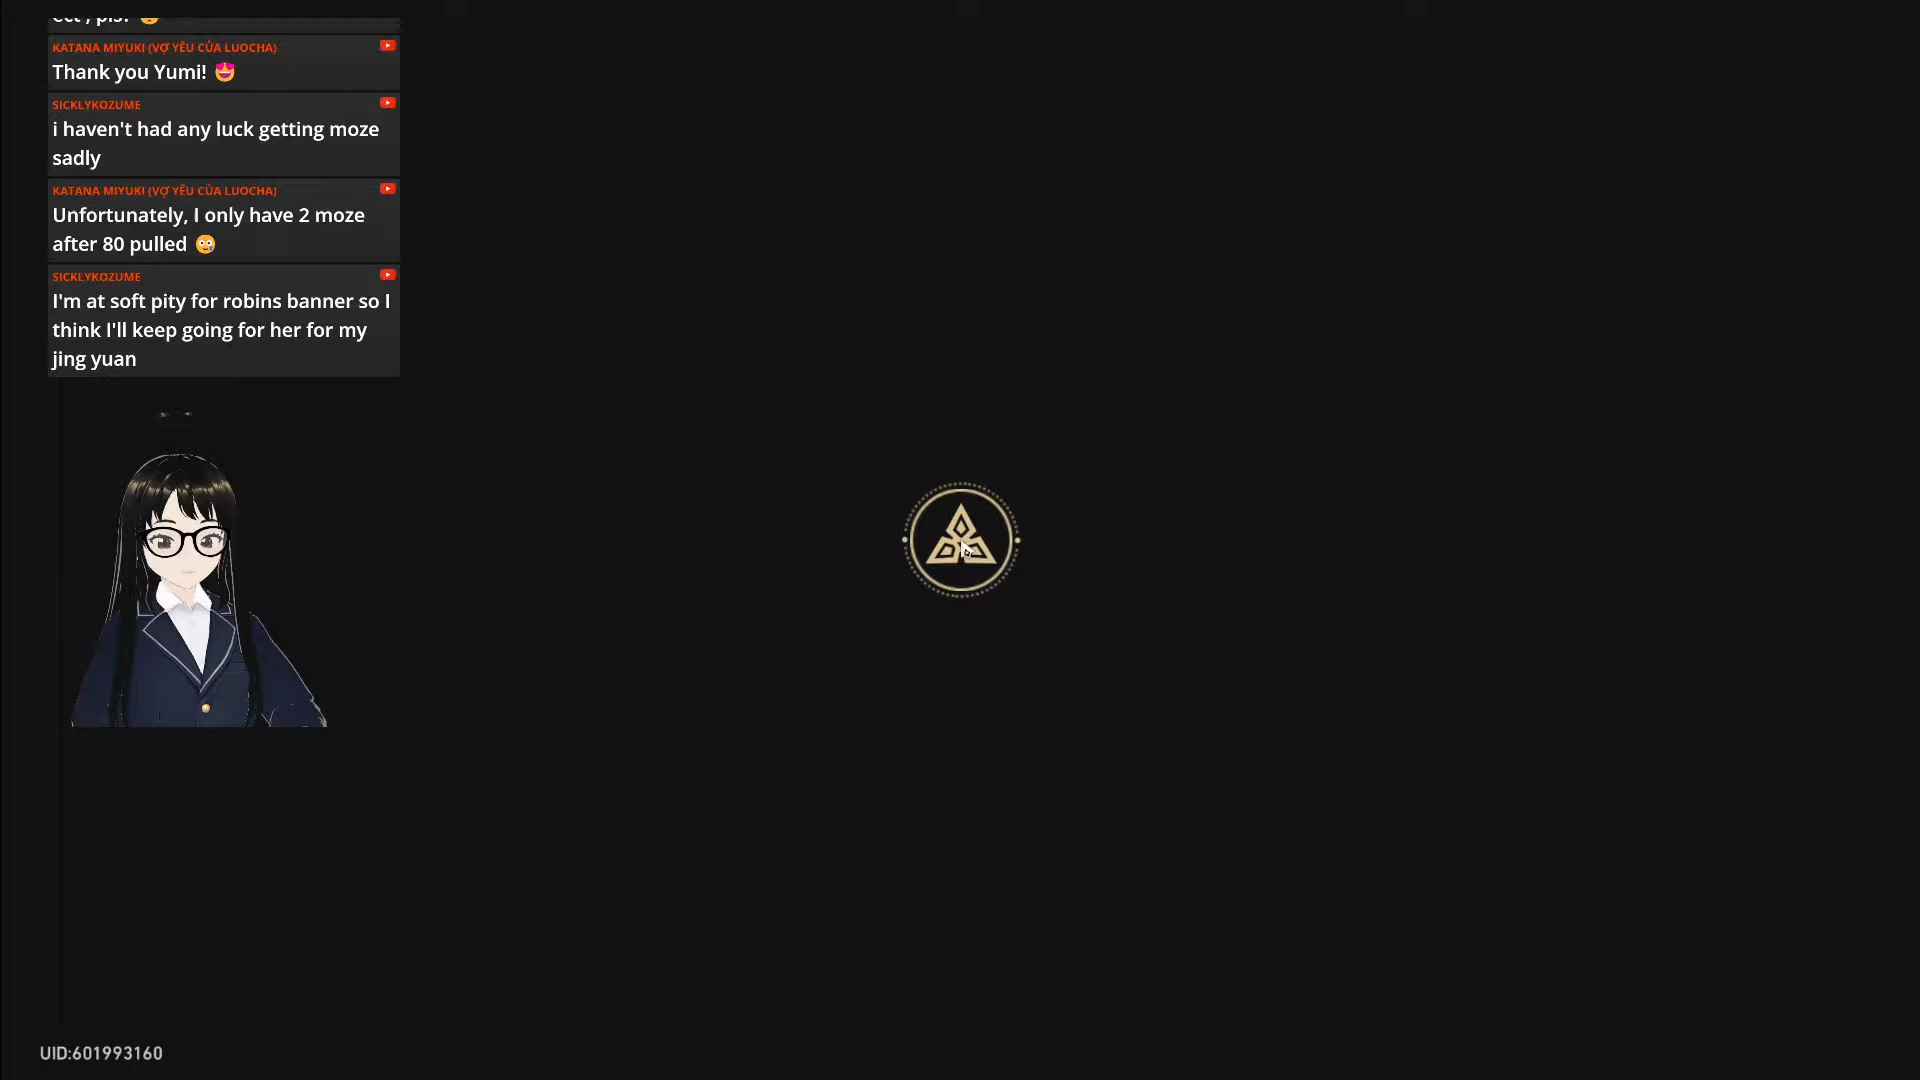 KATANA MIYUKI (VỢ YÊU CỦA LUOCHA)
Thank you Yumi! 🤩
SICKLYKOZUME
i haven't had any luck getting moze
sadly
KATANA MIYUKI (VỢ YÊU CỦA LUOCHA)
Unfortunately, I only have 2 moze
after 80 pulled
SICKLYKOZUME
I'm at soft pity for robins banner so I
think I'll keep going for her for my
jing yuan
UID:601993160